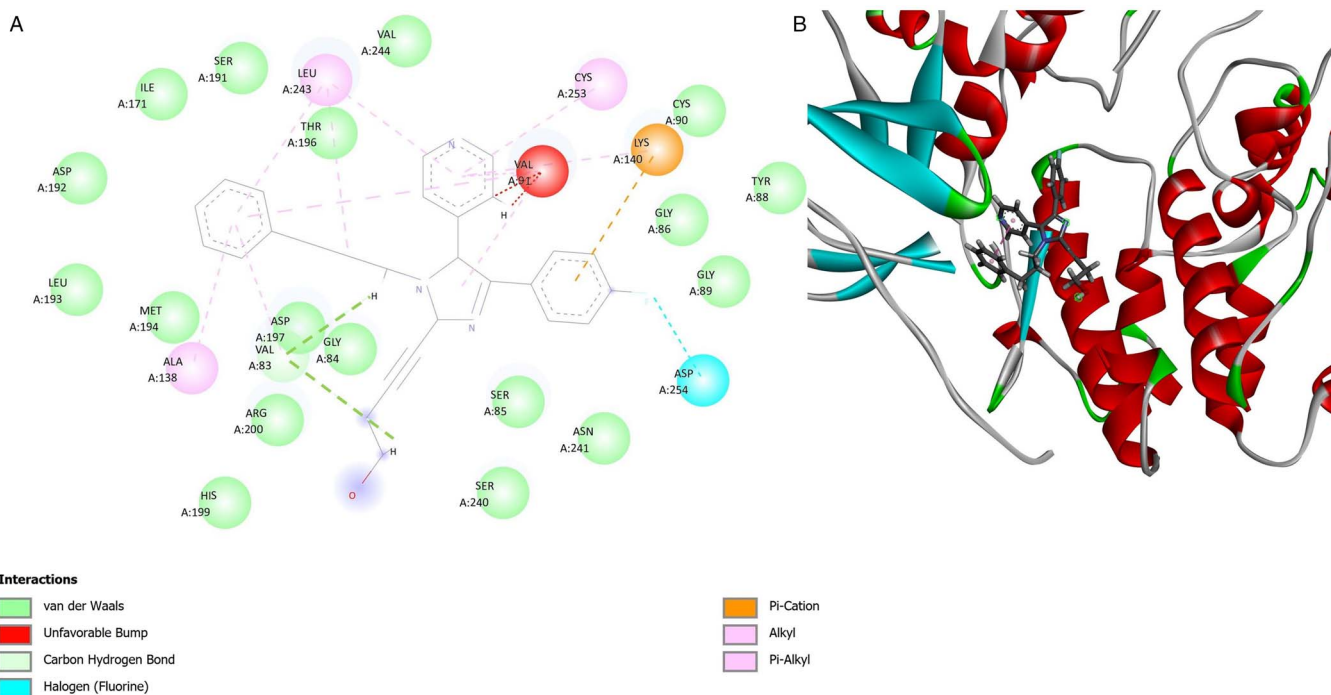 A
B
VAL
A:244
SER
A:191
LEU
A:243
CYS
A:253
ILE
A:171
CYS
A:90
THR
A:196
N
LYS
A:140
VAL
A:91
ASP
A:192
TYR
A:88
H
GLY
A:86
GLY
A:89
LEU
A:193
N
H
MET
A:194
ASP
A:197
N
GLY
A:84
VAL
A:83
ALA
A:138
ASP
A:254
SER
A:85
ARG
A:200
ASN
A:241
H
HIS
A:199
O
SER
A:240
Interactions
van der Waals
Unfavorable Bump
Carbon Hydrogen Bond
Halogen (Fluorine)
Pi-Cation
Alkyl
Pi-Alkyl